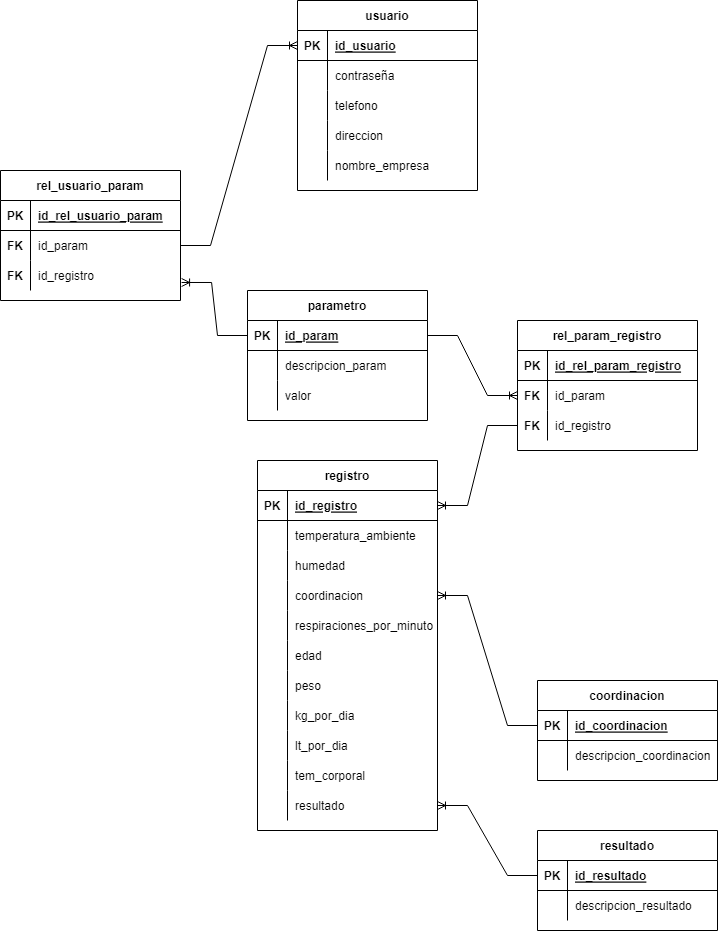 usuario
PK id_usuario
contraseña
telefono
direccion
nombre_empresa
rel_usuario_param
PK id_rel_usuario_param
FK id_param
FK id_registro
parametro
PK id_param
descripcion_param
valor
rel_param_registro
PK id_rel_param_registro
FK id_param
FK id_registro
registro
PK id_registro
temperatura_ambiente
humedad
coordinacion
respiraciones_por_minuto
edad
peso
kg_por_dia
lt_por_dia
tem_corporal
resultado
coordinacion
PK id_coordinacion
descripcion_coordinacion
resultado
PK id_resultado
descripcion_resultado